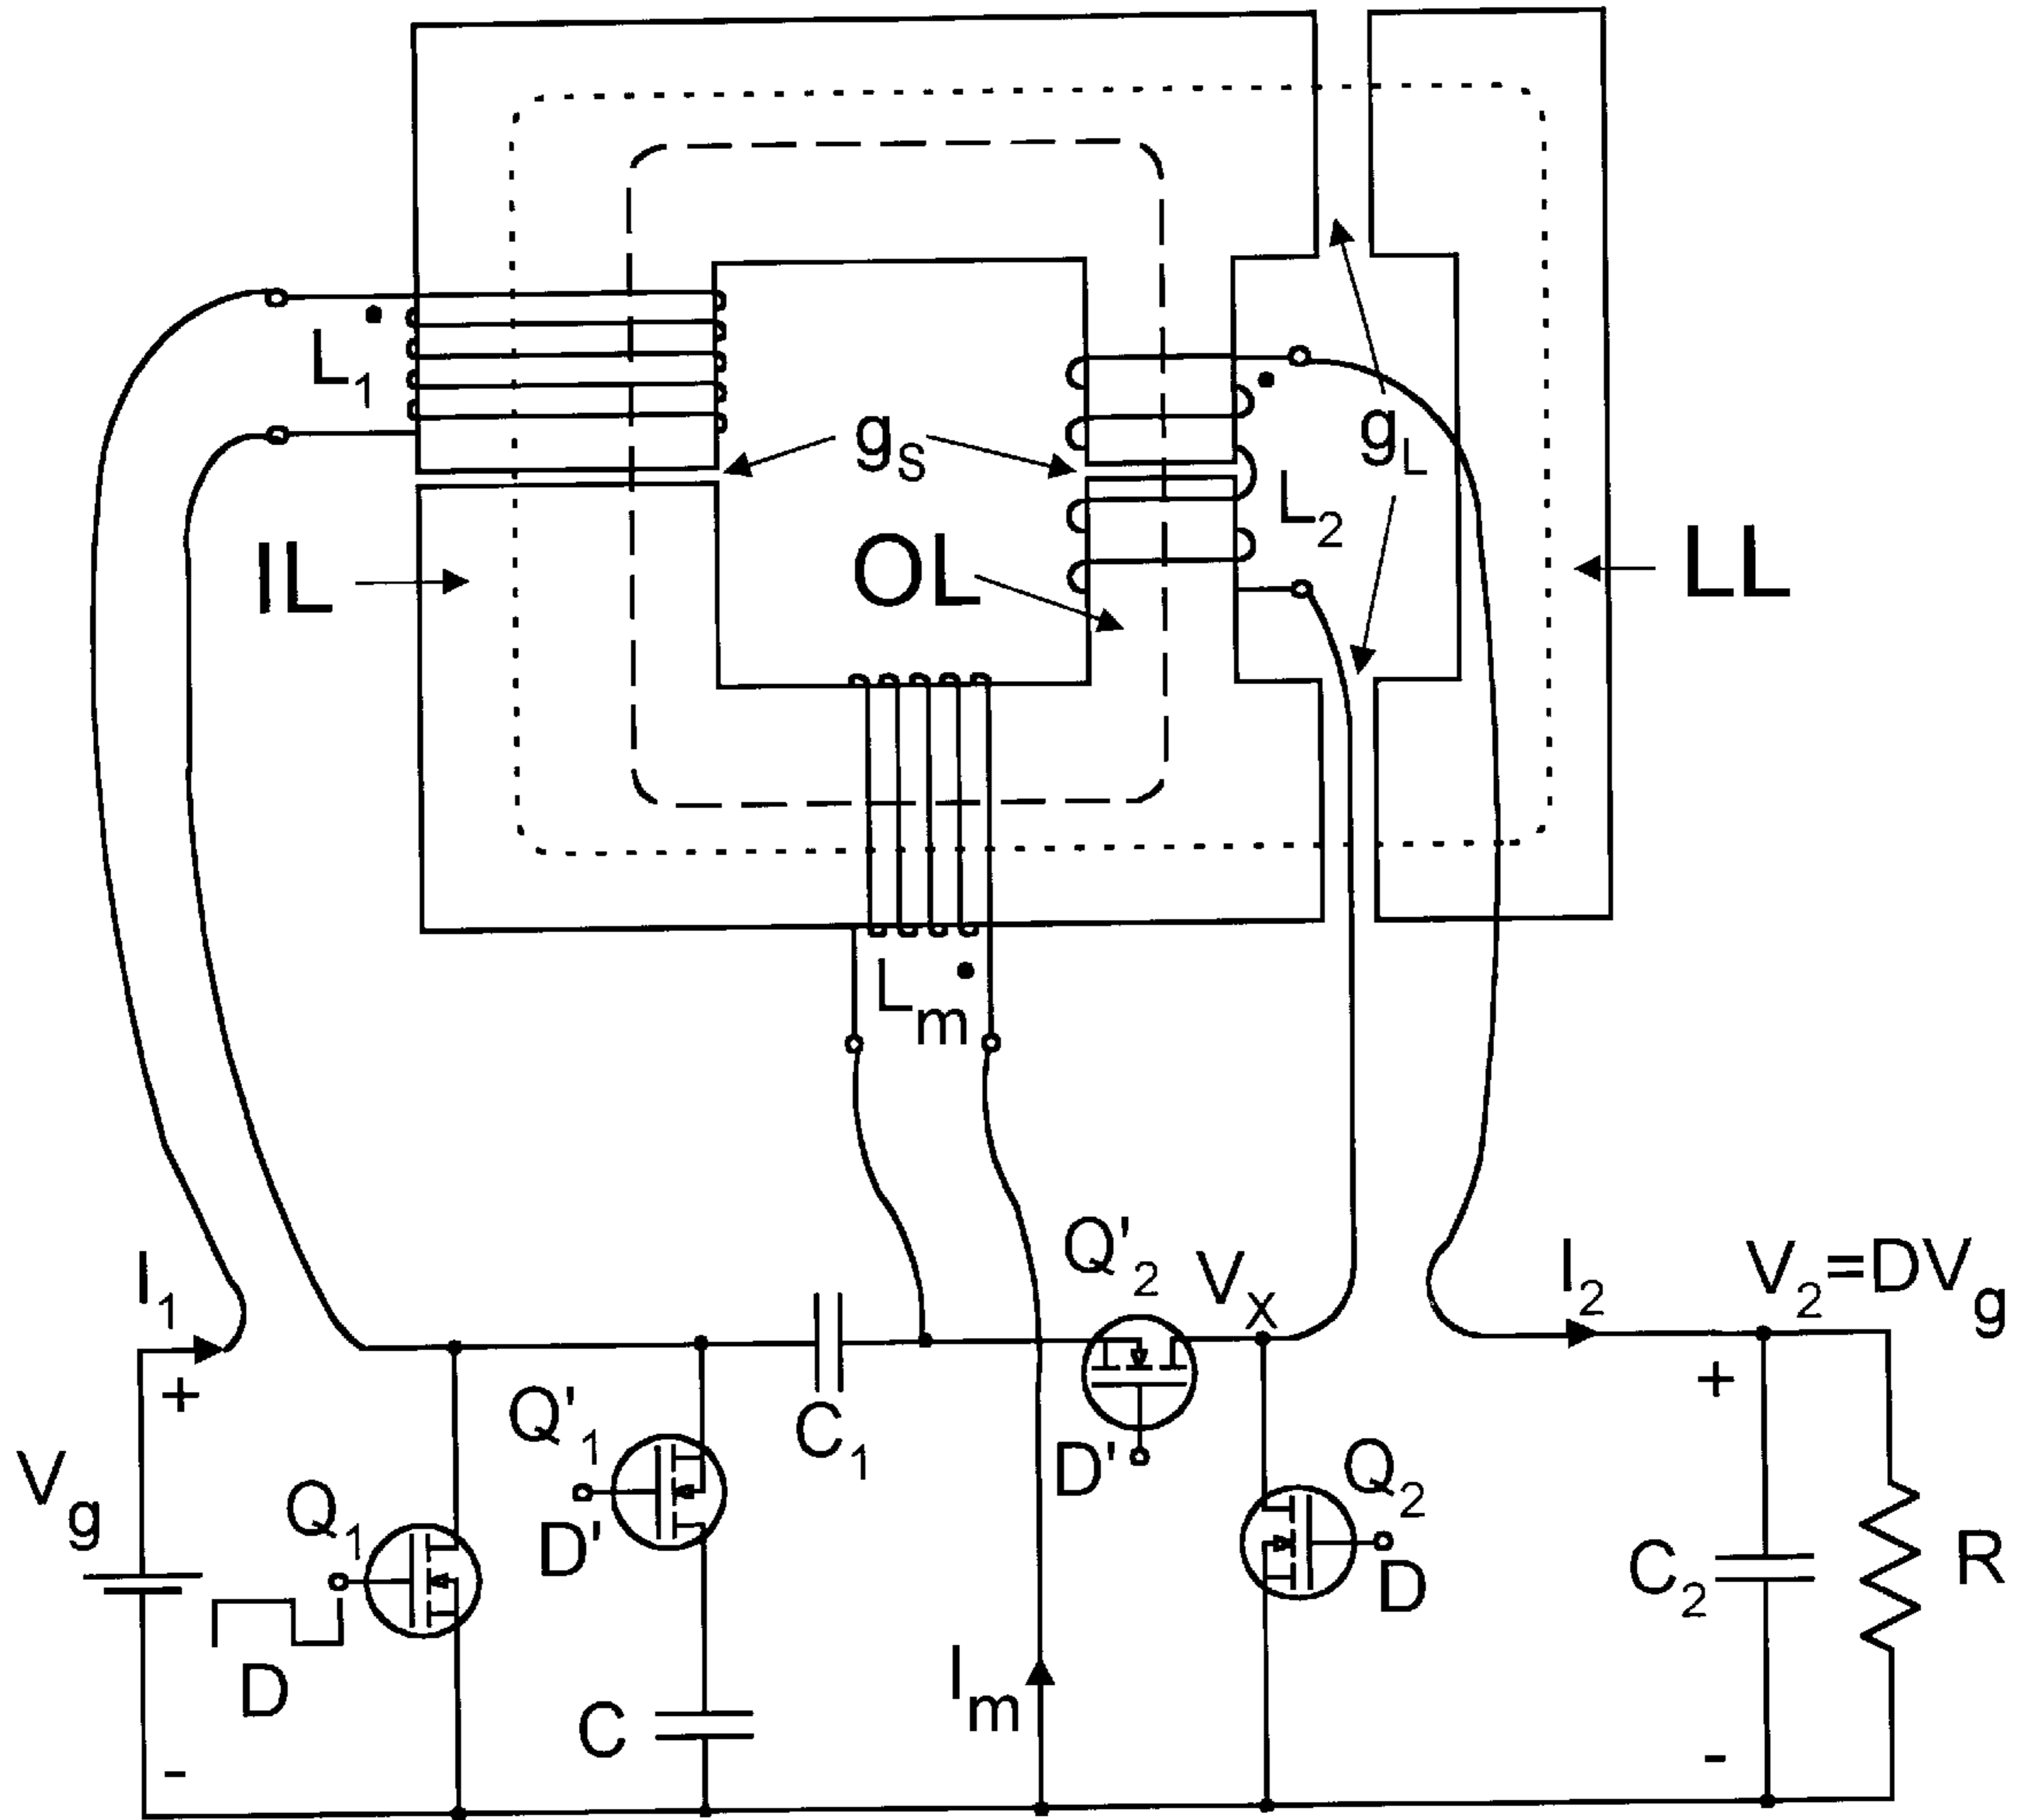 L1
gS
gL
L2
IL
OL
LL
Lm
I1
Q'2
VX
I2
V2=DVg
+
+
Vg
Q1
Q'1
D'
C1
D'
Q2
D
C2
R
D
C
Im
-
-